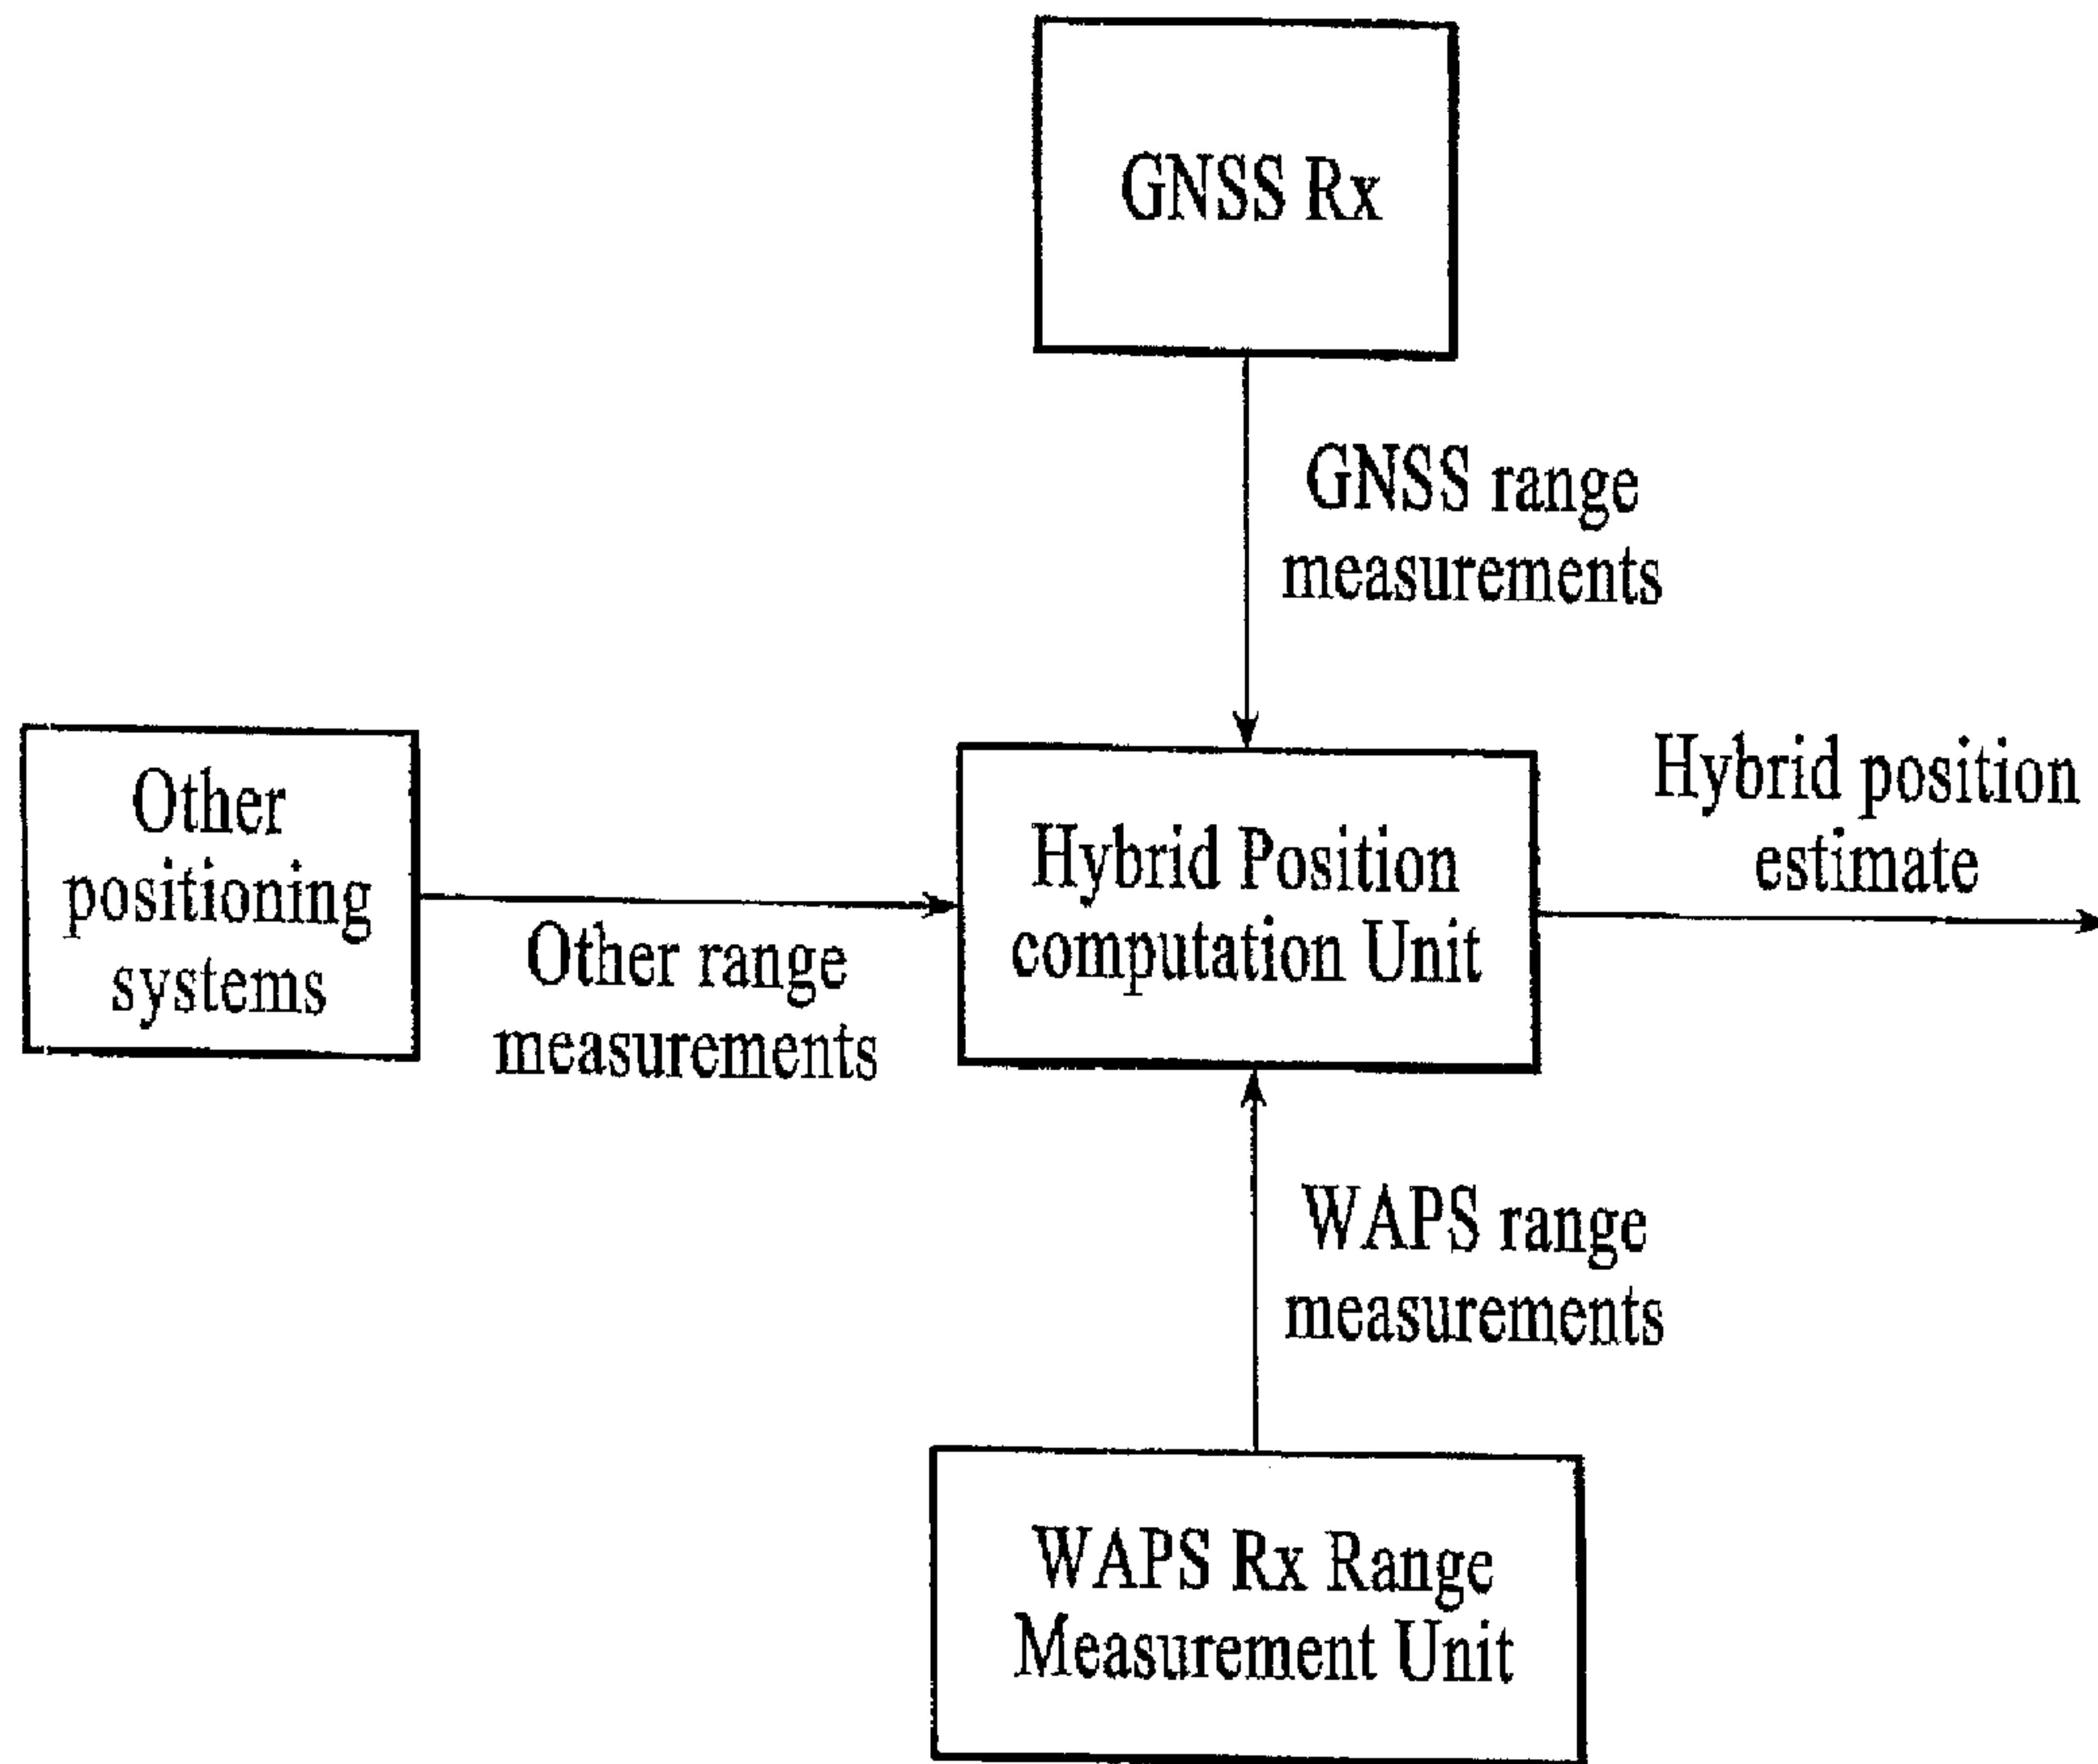 GNSS Rx
GNSS range
measurements
Other
positioning
systems
Other range
measurements
Hybrid Position
computation Unit
Hybrid position
estimate
WAPS range
measurements
WAPS Rx Range
Measurement Unit